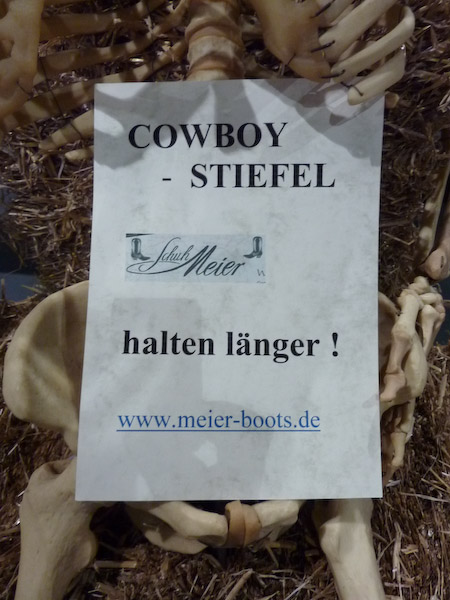 COWBOY
- STIEFEL
Schuh Meier
halten länger !
www.meier-boots.de